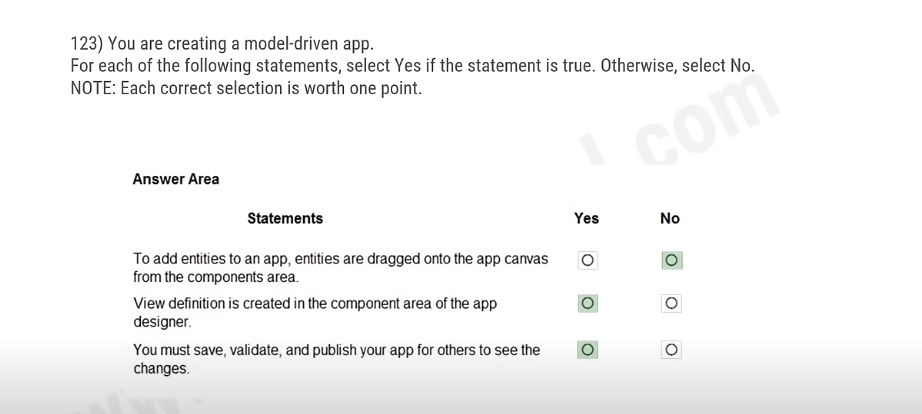 123) You are creating a model-driven app.
For each of the following statements, select Yes if the statement is true. Otherwise, select No.
NOTE: Each correct selection is worth one point.
.com
Answer Area
Statements Yes No
To add entities to an app, entities are dragged onto the app canvas
from the components area.
View definition is created in the component area of the app
designer.
You must save, validate, and publish your app for others to see the
changes.